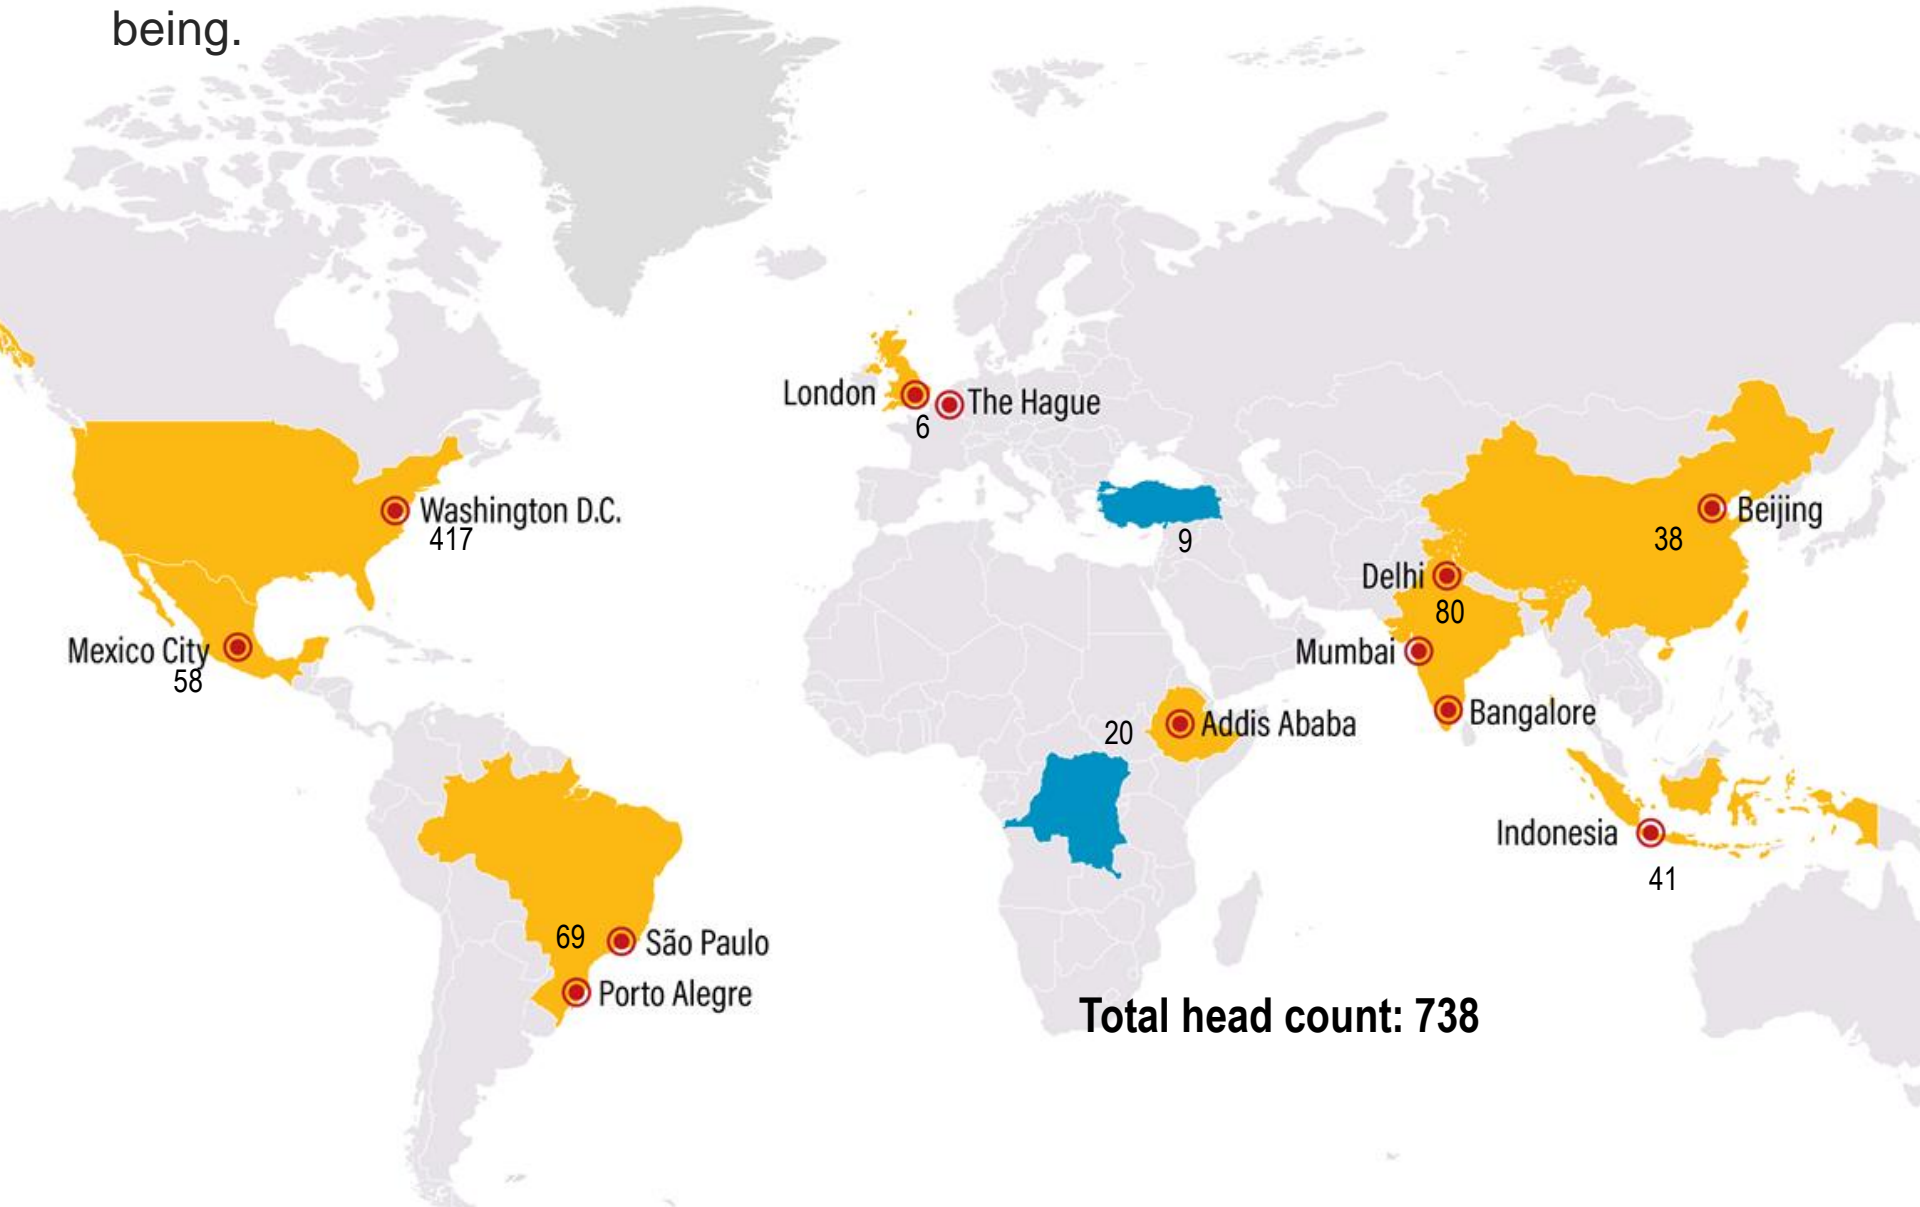 being.
London
The Hague
6
Washington D.C.
417
Beijing
38
9
Delhi
80
Mexico City
58
Mumbai
Bangalore
20
Addis Ababa
Indonesia
41
69
São Paulo
Porto Alegre
Total head count: 738